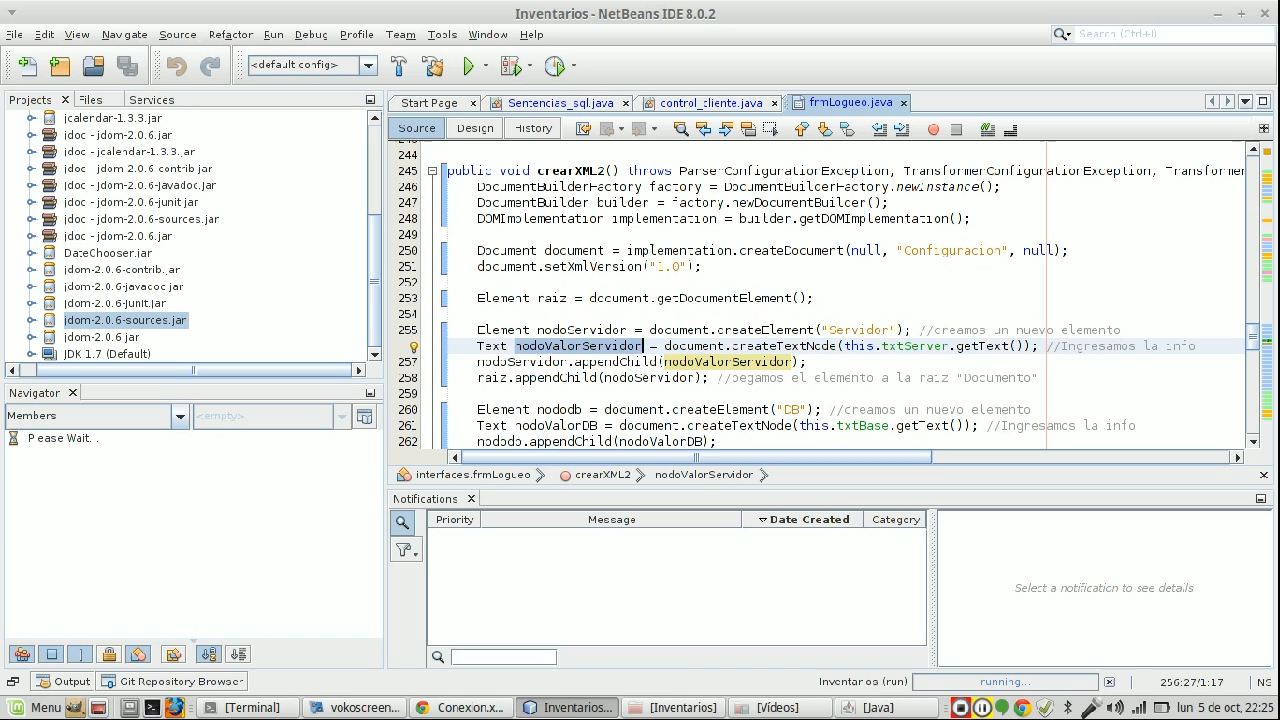 Inventarios - NetBeans IDE 8.0.2
File Edit View Navigate Source Refactor Run Debug Profile Team Tools Window Help
Search (Ctrl+I)
<default config>
Projects Files Services
jcalendar-1.3.3.jar
jdoc - jdom-2.0.6.jar
jdoc - jcalendar-1.3.3.jar
jdoc - jdom-2.0.6-contrib.jar
jdoc - jdom-2.0.6-javadoc.jar
jdoc - jdom-2.0.6-junit.jar
jdoc - jdom-2.0.6-sources.jar
jdoc - jdom-2.0.6.jar
DateChooser.jar
jdom-2.0.6-contrib.jar
jdom-2.0.6-javadoc.jar
jdom-2.0.6-junit.jar
jdom-2.0.6-sources.jar
jdom-2.0.6.jar
JDK 1.7 (Default)
Navigator
Members
<empty>
Please Wait...
Start Page Sentencias_sql.java control_cliente.java frmLogueo.java
Source Design History
244
245 public void crearXML2() throws ParserConfigurationException, TransformerConfigurationException, Transformer
246 DocumentBuilderFactory factory = DocumentBuilderFactory.newInstance();
247 DocumentBuilder builder = factory.newDocumentBuilder();
248 DOMImplementation implementation = builder.getDOMImplementation();
249
250 Document document = implementation.createDocument(null, "Configuracion", null);
251 document.setXmlVersion("1.0");
252
253 Element raiz = document.getDocumentElement();
254
255 Element nodoServidor = document.createElement("Servidor"); //creamos un nuevo elemento
Text nodoValorServidor = document.createTextNode(this.txtServer.getText()); //Ingresamos la info
257 nodoServidor.appendChild(nodoValorServidor);
258 raiz.appendChild(nodoServidor); //pegamos el elemento a la raiz "Documento"
259
260 Element nododb = document.createElement("DB"); //creamos un nuevo elemento
261 Text nodoValorDB = document.createTextNode(this.txtBase.getText()); //Ingresamos la info
262 nododb.appendChild(nodoValorDB);
interfaces.frmLogueo crearXML2 nodoValorServidor
Notifications
Priority Message Date Created Category
Select a notification to see details
Output Git Repository Browser
Inventarios (run) running... 256:27/1:17 INS
Menu [Terminal] vokoscreen... Conexion.x... Inventarios... [Inventarios] [Vídeos] [Java] lun 5 de oct, 22:25